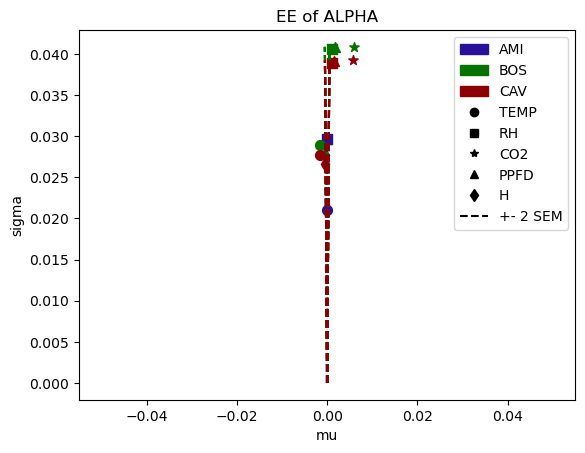 EE of ALPHA
AMI
BOS
CAV
TEMP
RH
CO2
PPFD
H
+- 2 SEM
sigma
0.040
0.035
0.030
0.025
0.020
0.015
0.010
0.005
0.000
−0.04 −0.02 0.00 0.02 0.04
mu